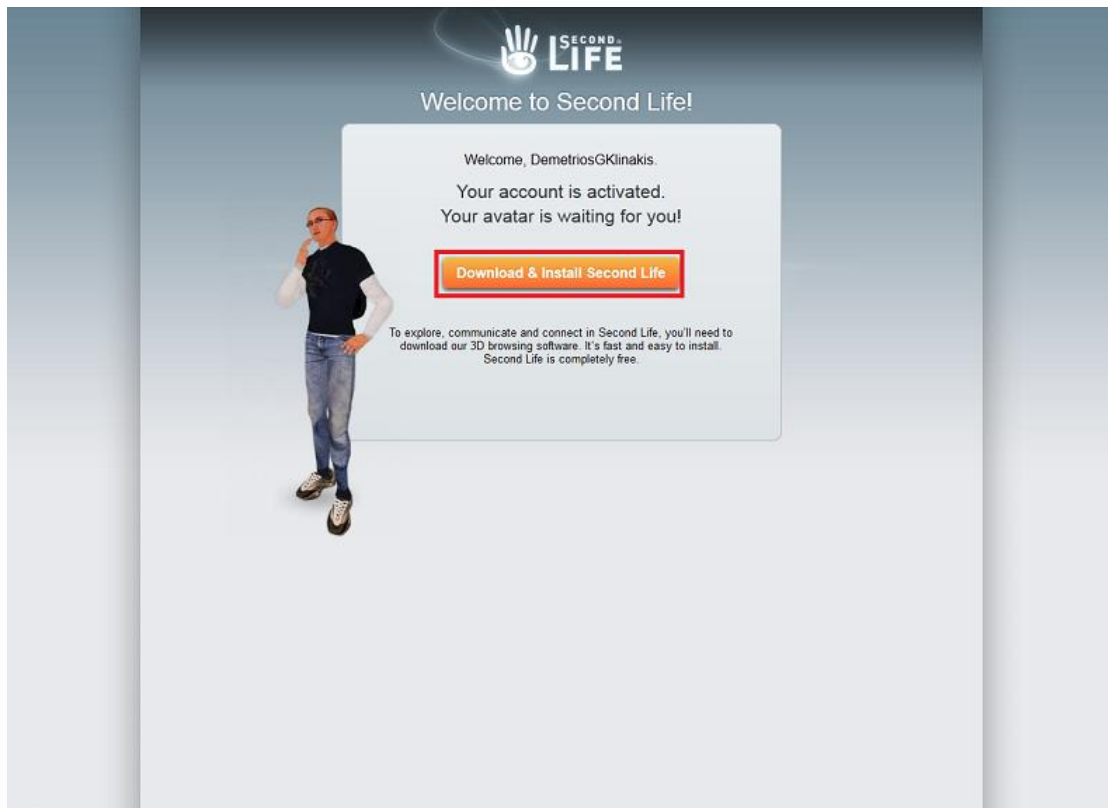 SECOND
LIFE
Welcome to Second Life!
Welcome, DemetriosGKlinakis.
Your account is activated.
Your avatar is waiting for you!
Download & Install Second Life
To explore, communicate and connect in Second Life, you'll need to
download our 3D browsing software. It's fast and easy to install.
Second Life is completely free.